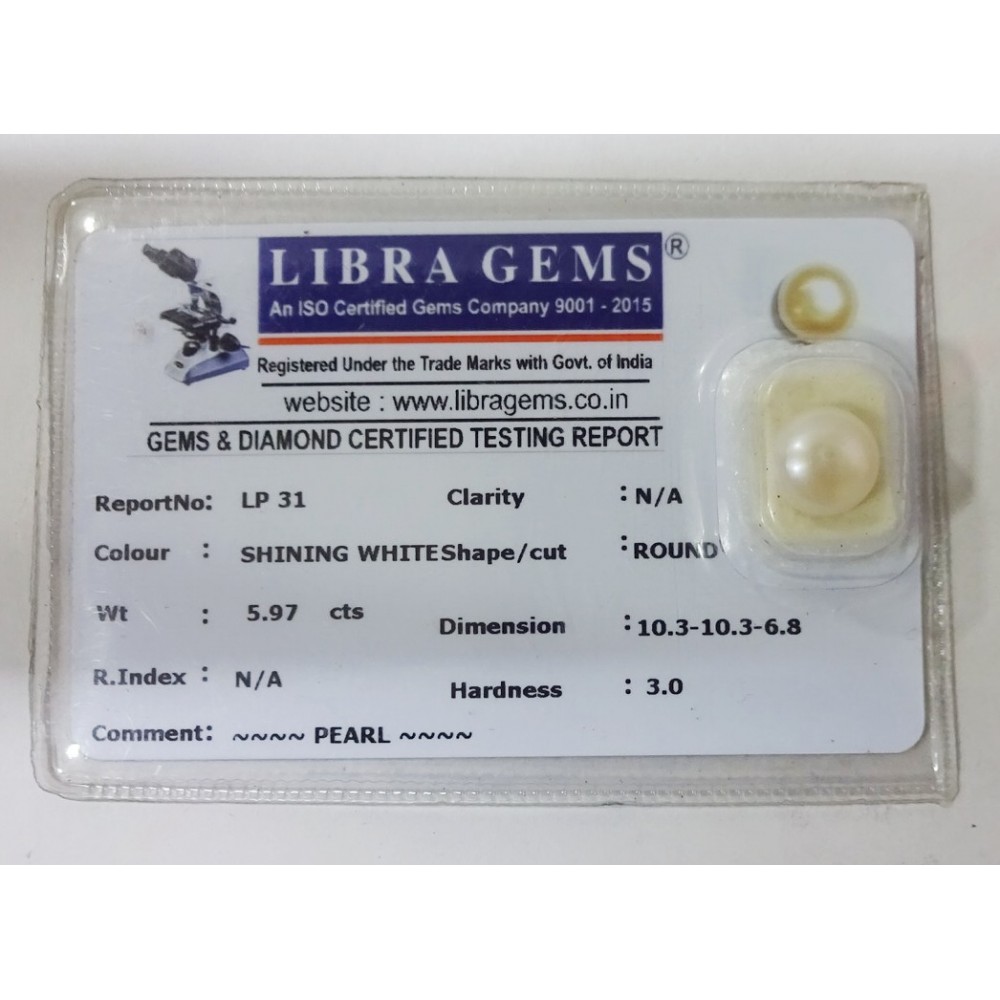 LIBRA GEMS ®
An ISO Certified Gems Company 9001 - 2015
Registered Under the Trade Marks with Govt. of India
website : www.libragems.co.in
GEMS & DIAMOND CERTIFIED TESTING REPORT
ReportNo: LP 31 Clarity : N/A
Colour : SHINING WHITE Shape/cut : ROUND
Wt : 5.97 cts Dimension : 10.3-10.3-6.8
R.Index : N/A Hardness : 3.0
Comment: ~~~~ PEARL ~~~~